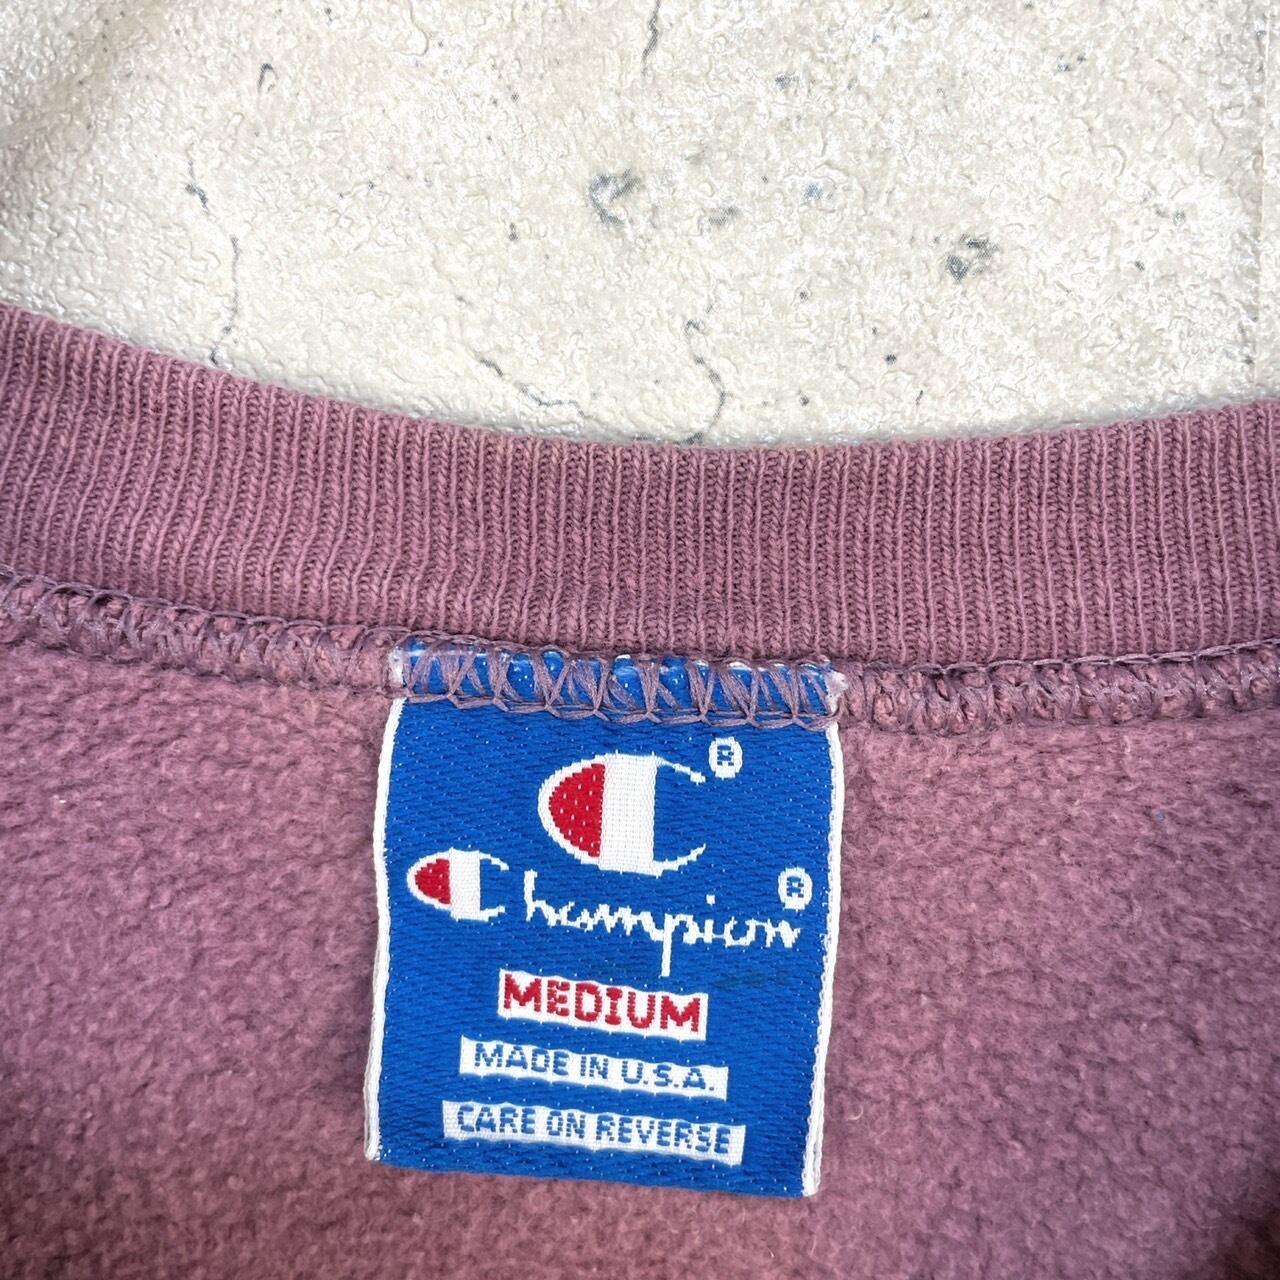 C®
Champion®
MEDIUM
MADE IN U.S.A.
CARE ON REVERSE